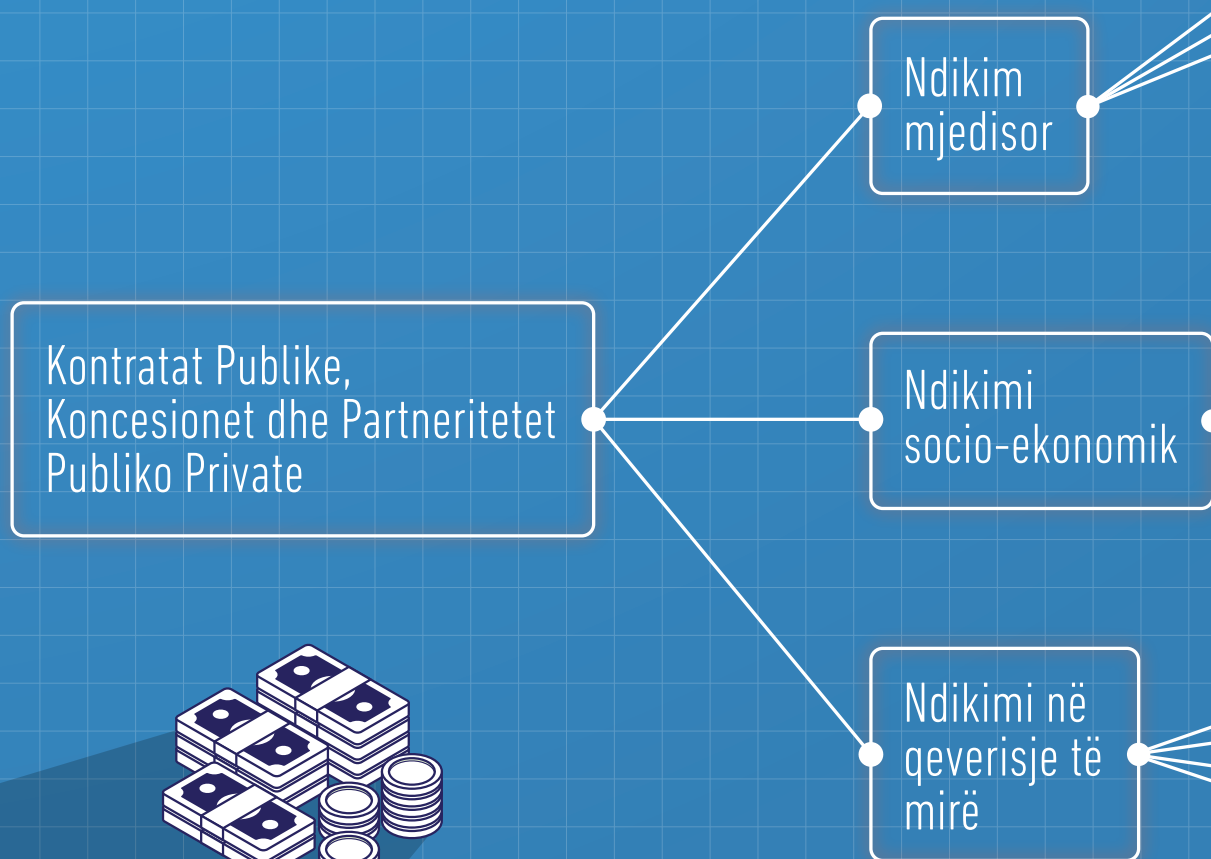 Ndikim
mjedisor
Kontratat Publike,
Koncesionet dhe Partneritetet
Publiko Private
Ndikimi
socio-ekonomik
Ndikimi në
qeverisje të
mirë